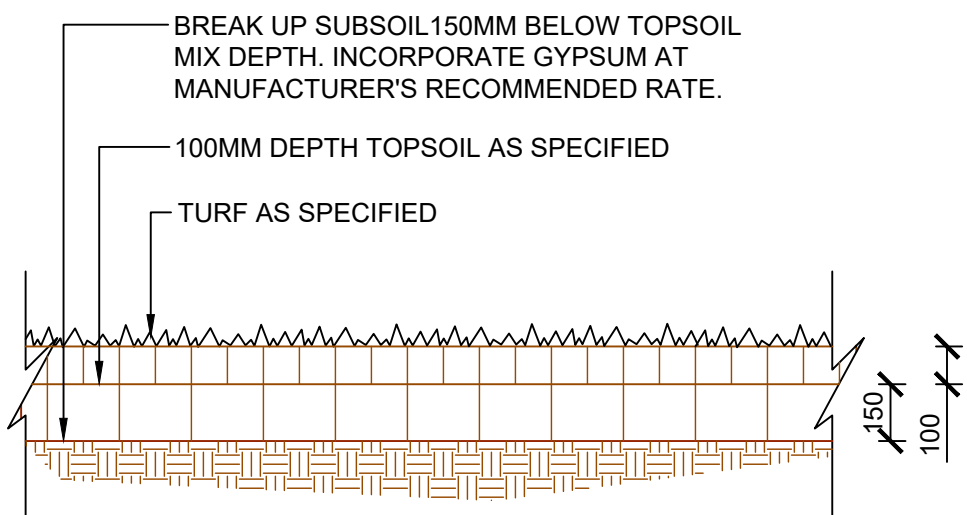 BREAK UP SUBSOIL150MM BELOW TOPSOIL
MIX DEPTH. INCORPORATE GYPSUM AT
MANUFACTURER'S RECOMMENDED RATE.
100MM DEPTH TOPSOIL AS SPECIFIED
TURF AS SPECIFIED
150
100